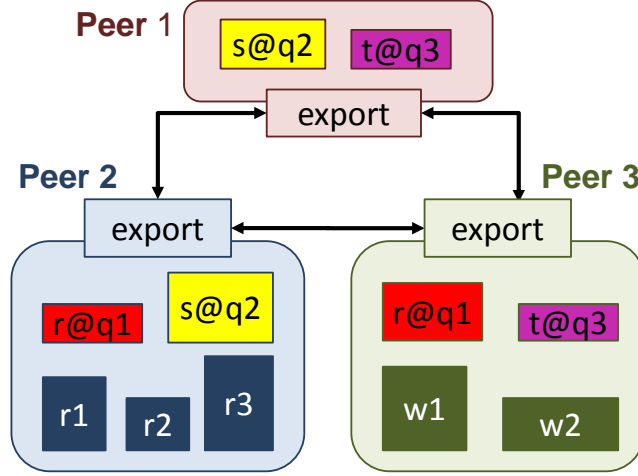 Peer 1
s@q2
t@q3
export
Peer 2
Peer 3
export
export
r@q1
s@q2
r@q1
t@q3
r1
r2
r3
w1
w2